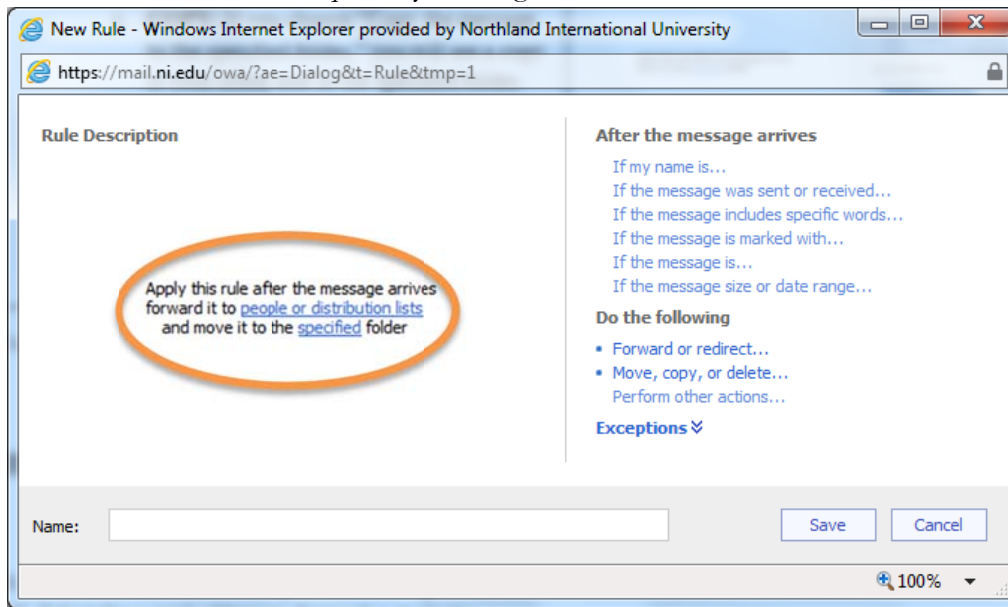 New Rule - Windows Internet Explorer provided by Northland International University
https://mail.ni.edu/owa/?ae=Dialog&t=Rule&tmp=1
Rule Description
Apply this rule after the message arrives
forward it to people or distribution lists
and move it to the specified folder
After the message arrives
If my name is...
If the message was sent or received...
If the message includes specific words...
If the message is marked with...
If the message is...
If the message size or date range...
Do the following
• Forward or redirect...
• Move, copy, or delete...
Perform other actions...
Exceptions
Name:
Save
Cancel
100%